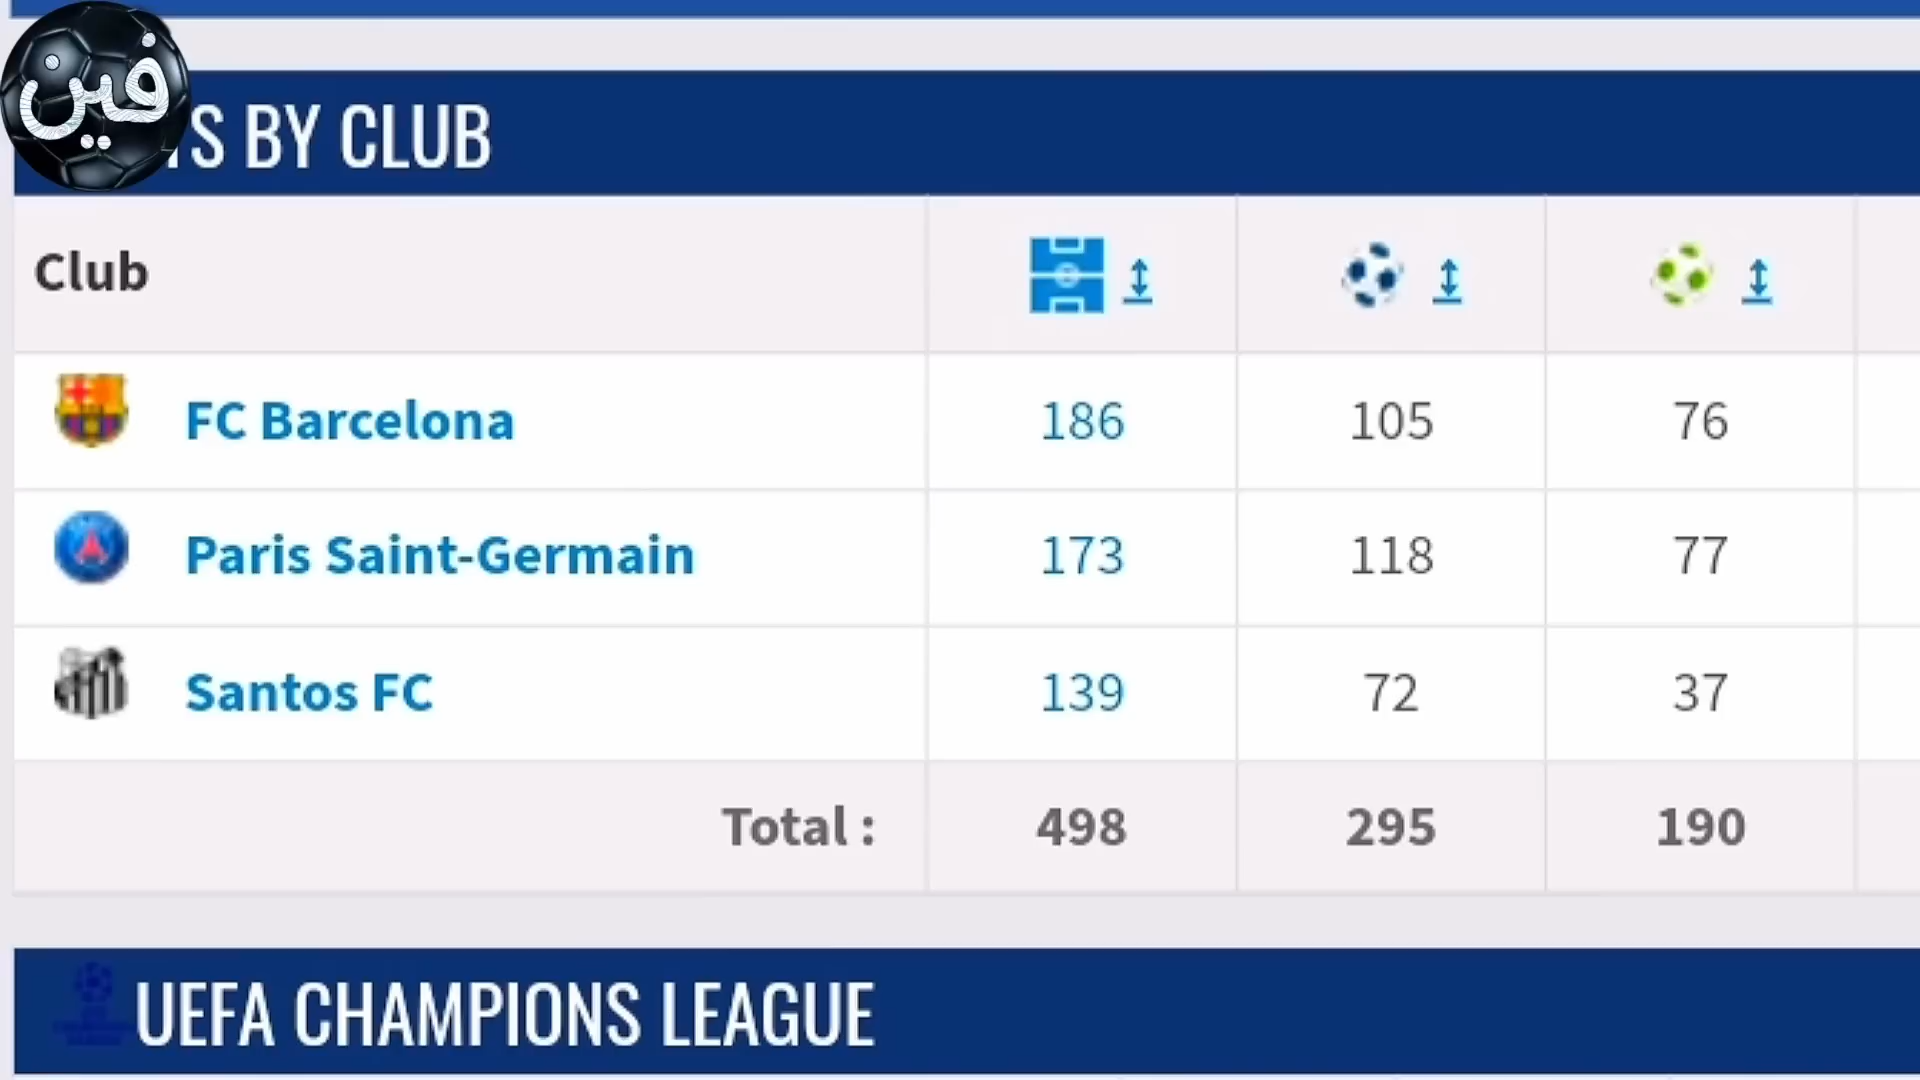 فين
S BY CLUB
Club
FC Barcelona 186 105 76
Paris Saint-Germain 173 118 77
Santos FC 139 72 37
Total : 498 295 190
UEFA CHAMPIONS LEAGUE